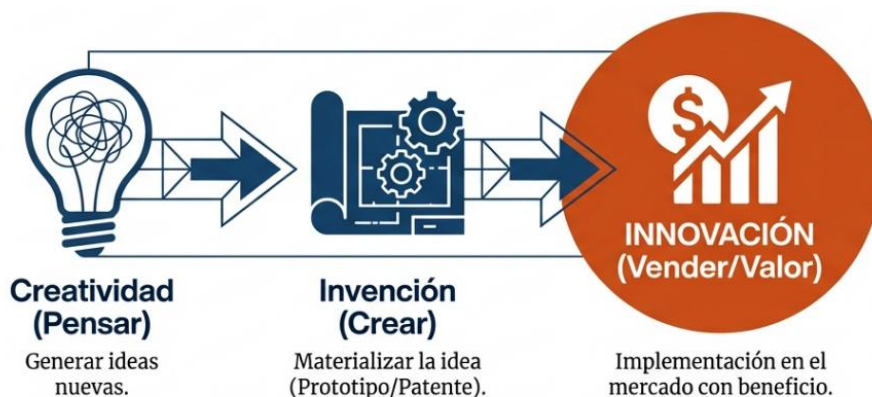 $
INNOVACIÓN
(Vender/Valor)
Creatividad
(Pensar)
Generar ideas
nuevas.
Invención
(Crear)
Materializar la idea
(Prototipo/Patente).
Implementación en el
mercado con beneficio.